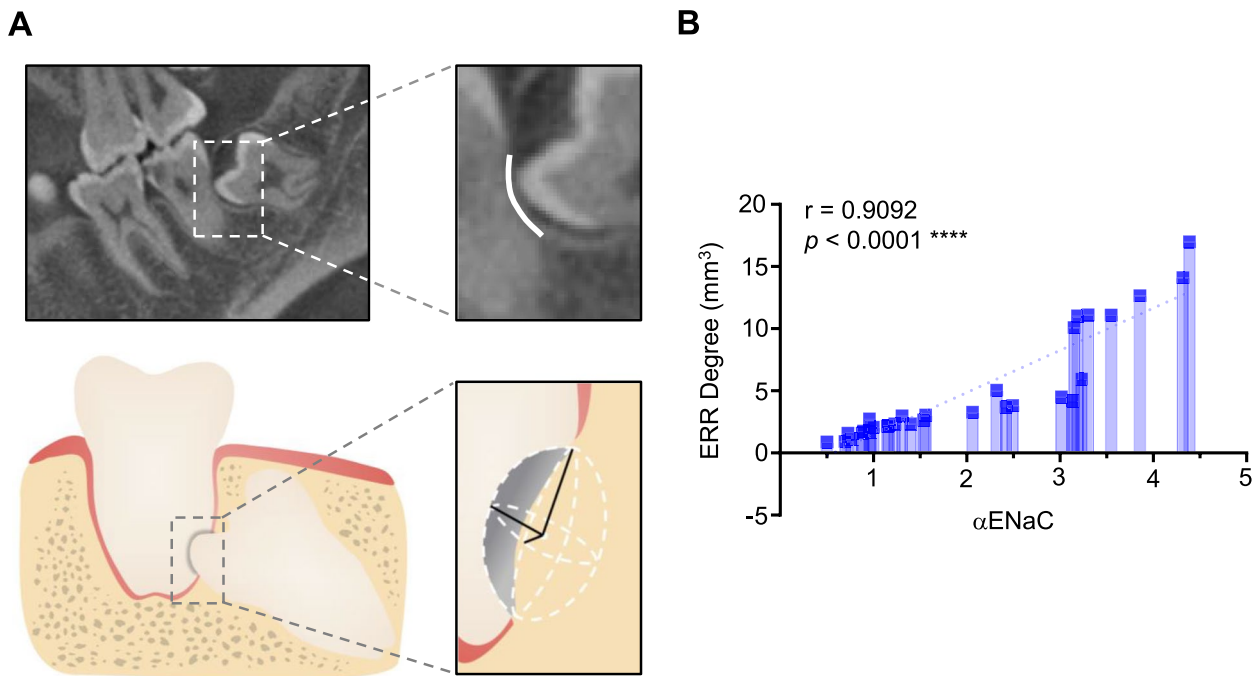 A
B
ERR Degree (mm³)
20
15
10
5
0
-5
r = 0.9092
p < 0.0001 ****
1 2 3 4 5
αENaC